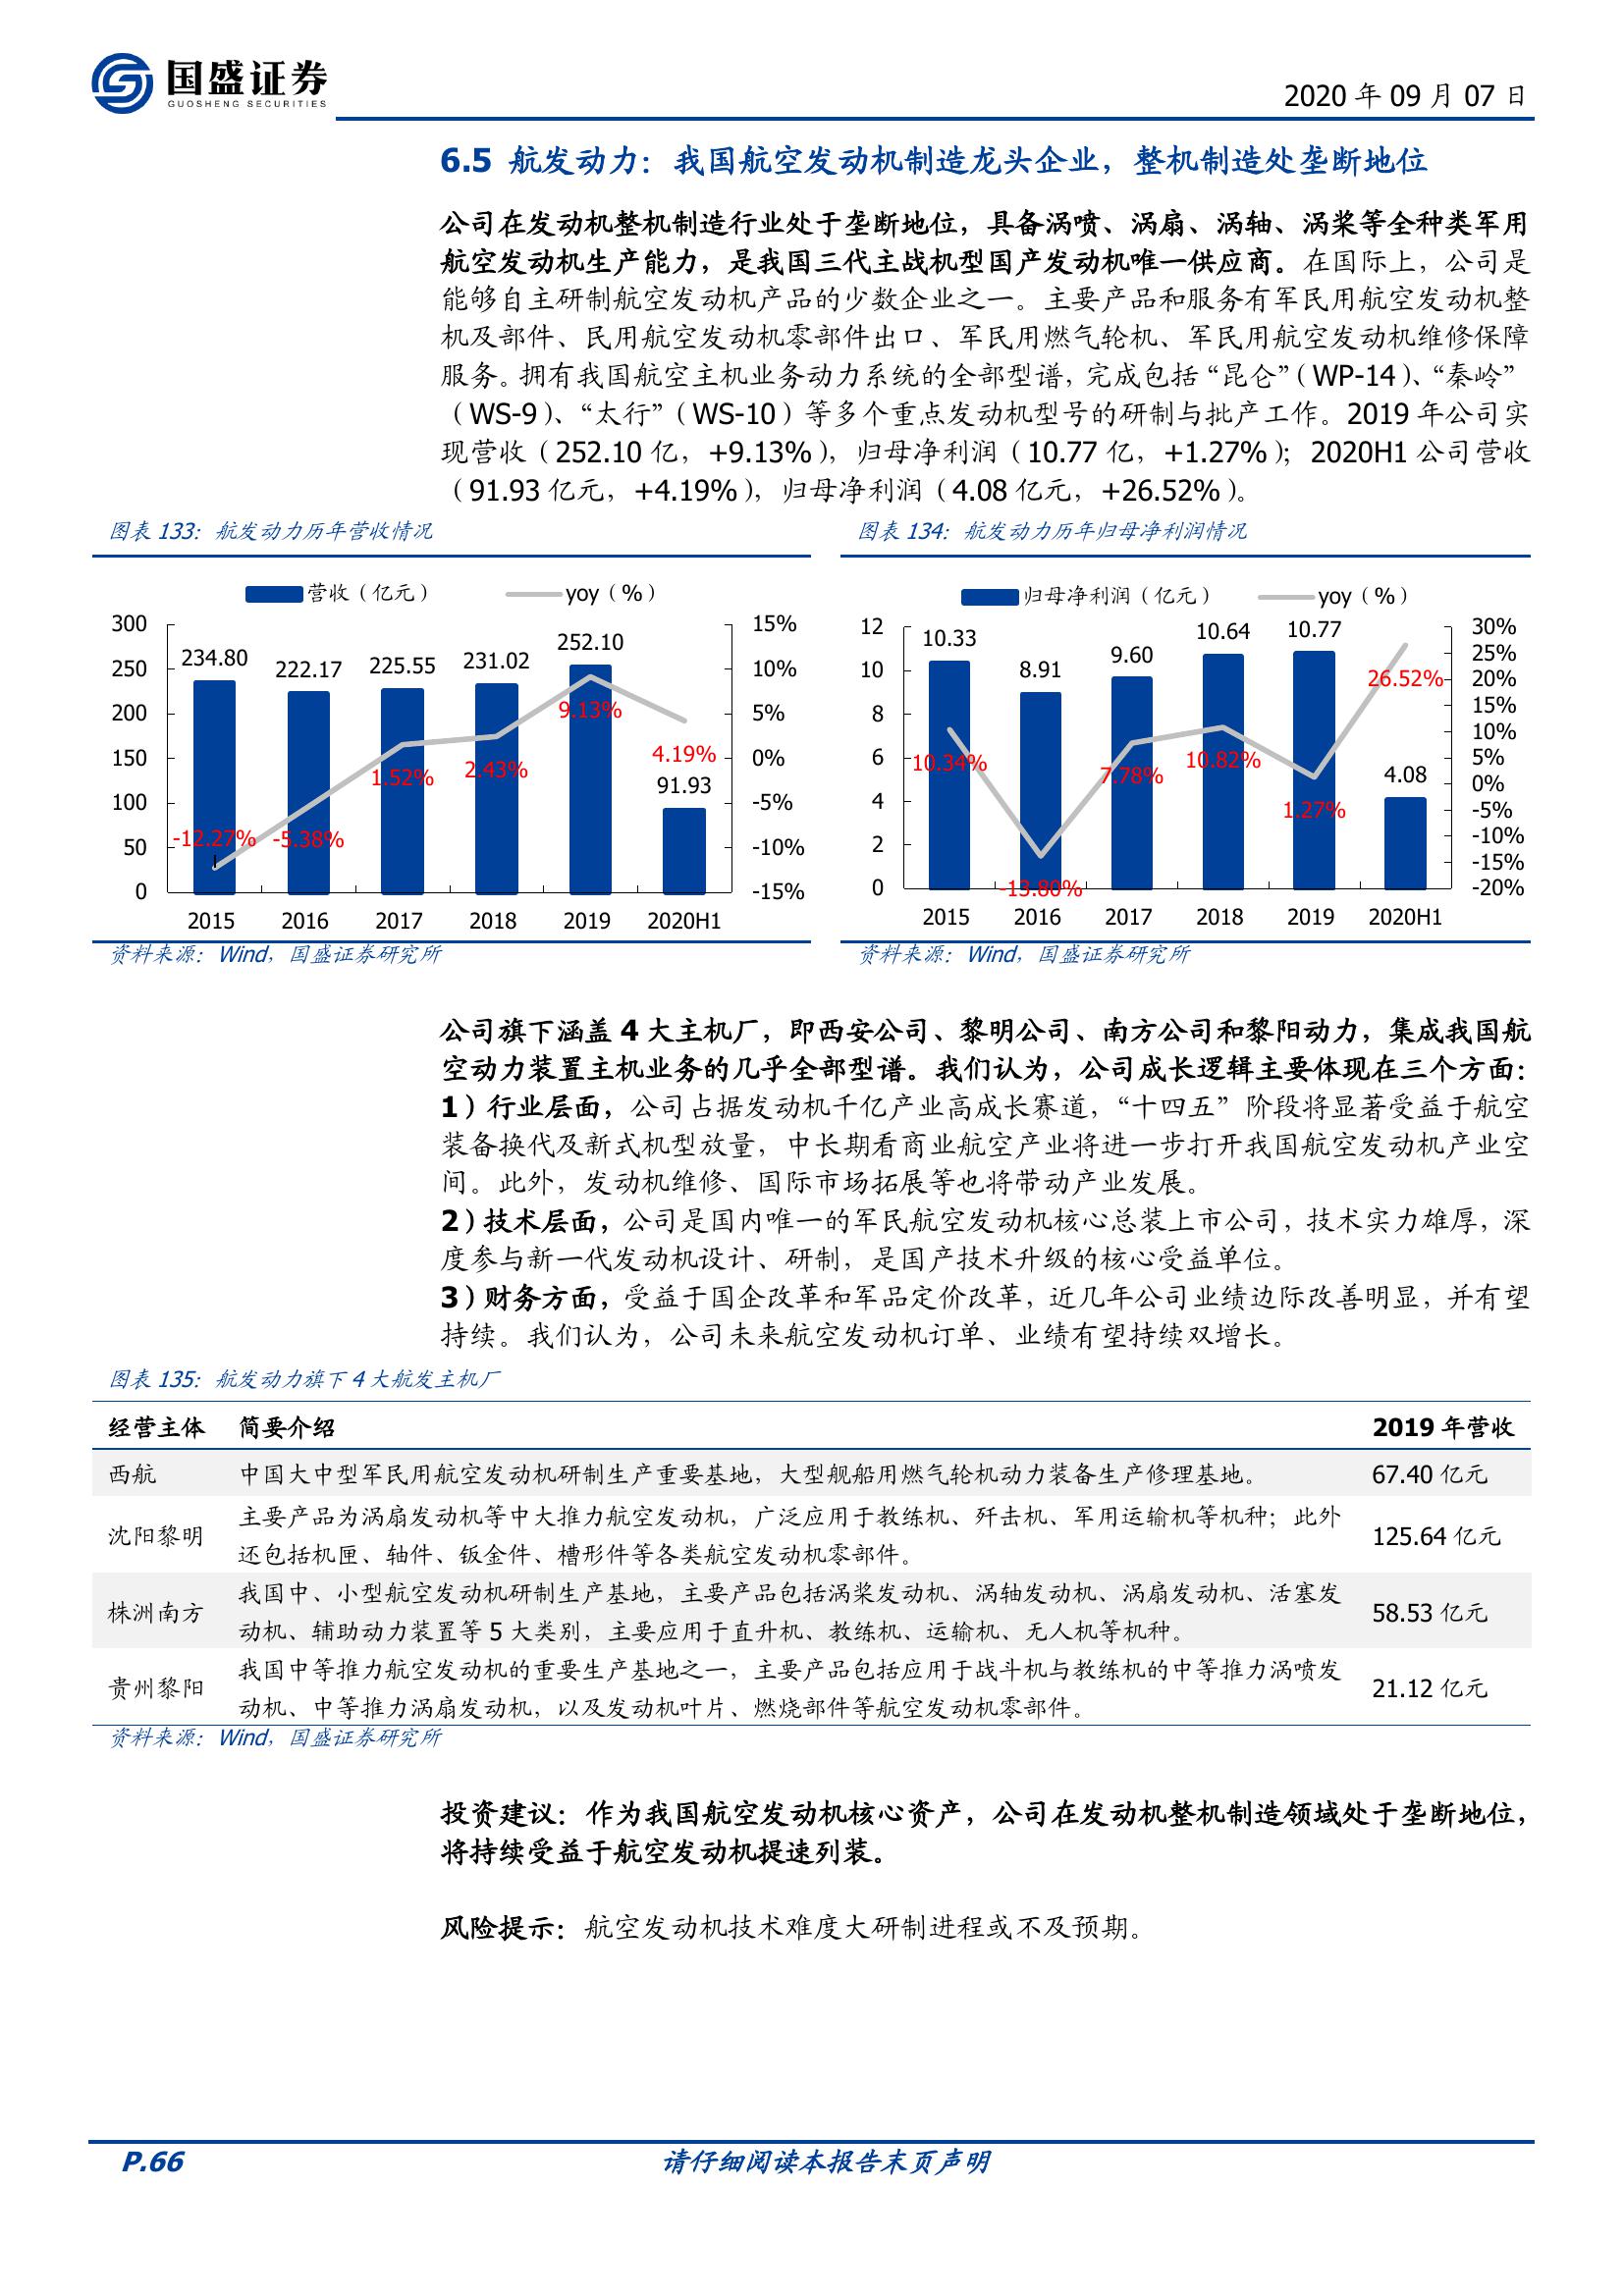 国盛证券
GUOSHENG SECURITIES
2020 年 09 月 07 日
6.5 航发动力：我国航空发动机制造龙头企业，整机制造处垄断地位
公司在发动机整机制造行业处于垄断地位，具备涡喷、涡扇、涡轴、涡桨等全种类军用
航空发动机生产能力，是我国三代主战机型国产发动机唯一供应商。在国际上，公司是
能够自主研制航空发动机产品的少数企业之一。主要产品和服务有军民用航空发动机整
机及部件、民用航空发动机零部件出口、军民用燃气轮机、军民用航空发动机维修保障
服务。拥有我国航空主机业务动力系统的全部型谱，完成包括“昆仑”（WP-14）、“秦岭”
（WS-9）、“太行”（WS-10）等多个重点发动机型号的研制与批产工作。2019 年公司实
现营收（252.10 亿，+9.13%），归母净利润（10.77 亿，+1.27%）；2020H1 公司营收
（91.93 亿元，+4.19%），归母净利润（4.08 亿元，+26.52%）。
图表 133：航发动力历年营收情况
营收（亿元） yoy（%）
300
250
200
150
100
50
0
234.80 222.17 225.55 231.02 252.10 91.93
-12.27% -5.38% 1.52% 2.43% 9.13% 4.19%
15%
10%
5%
0%
-5%
-10%
-15%
2015 2016 2017 2018 2019 2020H1
资料来源：Wind，国盛证券研究所
图表 134：航发动力历年归母净利润情况
归母净利润（亿元） yoy（%）
12
10
8
6
4
2
0
10.33 8.91 9.60 10.64 10.77 4.08
10.34% -13.80% 7.78% 10.82% 1.27% 26.52%
30%
25%
20%
15%
10%
5%
0%
-5%
-10%
-15%
-20%
2015 2016 2017 2018 2019 2020H1
资料来源：Wind，国盛证券研究所
公司旗下涵盖 4 大主机厂，即西安公司、黎明公司、南方公司和黎阳动力，集成我国航
空动力装置主机业务的几乎全部型谱。我们认为，公司成长逻辑主要体现在三个方面：
1）行业层面，公司占据发动机千亿产业高成长赛道，“十四五” 阶段将显著受益于航空
装备换代及新式机型放量，中长期看商业航空产业将进一步打开我国航空发动机产业空
间。此外，发动机维修、国际市场拓展等也将带动产业发展。
2）技术层面，公司是国内唯一的军民航空发动机核心总装上市公司，技术实力雄厚，深
度参与新一代发动机设计、研制，是国产技术升级的核心受益单位。
3）财务方面，受益于国企改革和军品定价改革，近几年公司业绩边际改善明显，并有望
持续。我们认为，公司未来航空发动机订单、业绩有望持续双增长。
图表 135：航发动力旗下 4 大航发主机厂
经营主体 简要介绍 2019 年营收
西航 中国大中型军民用航空发动机研制生产重要基地，大型舰船用燃气轮机动力装备生产修理基地。 67.40 亿元
沈阳黎明 主要产品为涡扇发动机等中大推力航空发动机，广泛应用于教练机、歼击机、军用运输机等机种；此外
还包括机匣、轴件、钣金件、槽形件等各类航空发动机零部件。 125.64 亿元
株洲南方 我国中、小型航空发动机研制生产基地，主要产品包括涡桨发动机、涡轴发动机、涡扇发动机、活塞发
动机、辅助动力装置等 5 大类别，主要应用于直升机、教练机、运输机、无人机等机种。 58.53 亿元
贵州黎阳 我国中等推力航空发动机的重要生产基地之一，主要产品包括应用于战斗机与教练机的中等推力涡喷发
动机、中等推力涡扇发动机，以及发动机叶片、燃烧部件等航空发动机零部件。 21.12 亿元
资料来源：Wind，国盛证券研究所
投资建议：作为我国航空发动机核心资产，公司在发动机整机制造领域处于垄断地位，
将持续受益于航空发动机提速列装。
风险提示：航空发动机技术难度大研制进程或不及预期。
P.66
请仔细阅读本报告末页声明